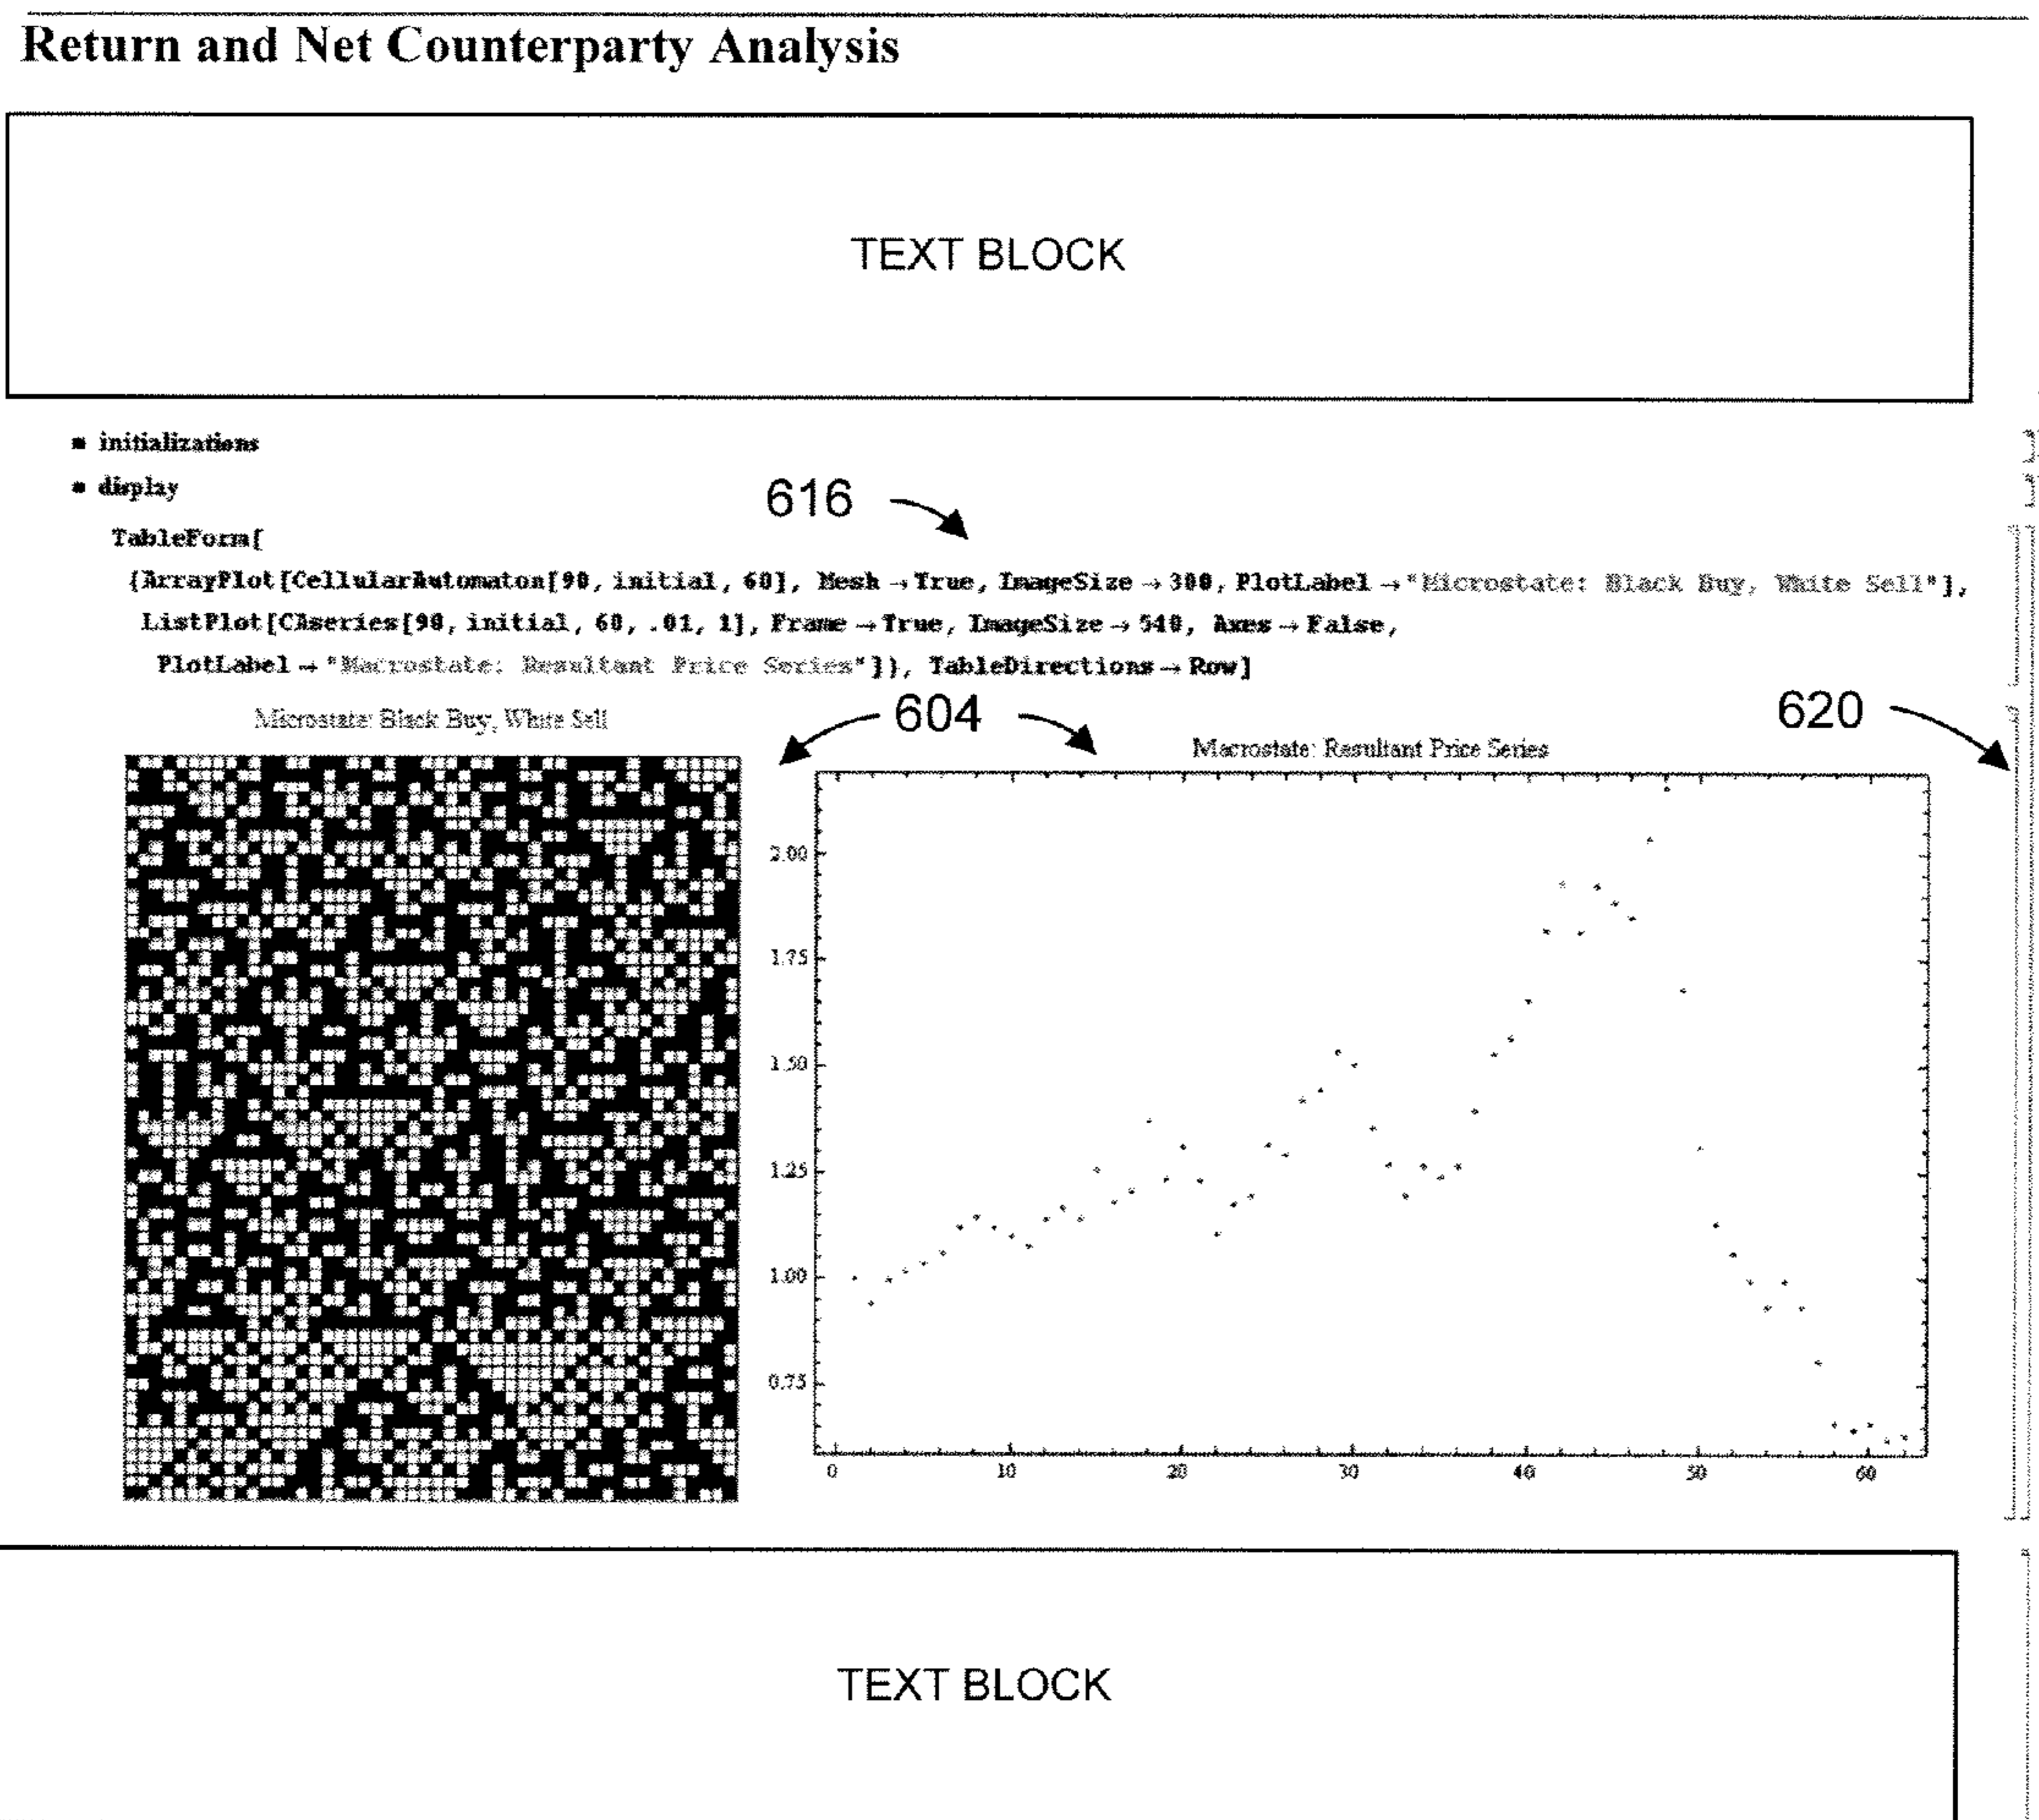 Return and Net Counterparty Analysis
TEXT BLOCK
▪ initializations
▪ display
616
TableForm[
{ArrayPlot[CellularAutomaton[90, initial, 60], Mesh → True, ImageSize → 300, PlotLabel → "Microstate: Black Buy, White Sell"],
ListPlot[CAseries[90, initial, 60, .01, 1], Frame → True, ImageSize → 540, Axes → False,
PlotLabel → "Macrostate: Resultant Price Series"]}, TableDirections → Row]
604
620
Microstate: Black Buy, White Sell
Macrostate: Resultant Price Series
2.00
1.75
1.50
1.25
1.00
0.75
0 10 20 30 40 50 60
TEXT BLOCK